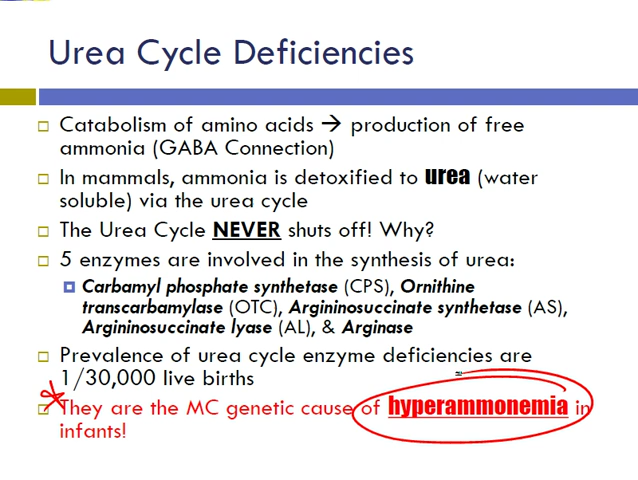 Urea Cycle Deficiencies
Catabolism of amino acids → production of free
ammonia (GABA Connection)
In mammals, ammonia is detoxified to urea (water
soluble) via the urea cycle
The Urea Cycle NEVER shuts off! Why?
5 enzymes are involved in the synthesis of urea:
Carbamyl phosphate synthetase (CPS), Ornithine
transcarbamylase (OTC), Argininosuccinate synthetase (AS),
Argininosuccinate lyase (AL), & Arginase
Prevalence of urea cycle enzyme deficiencies are
1/30,000 live births
They are the MC genetic cause of hyperammonemia in
infants!